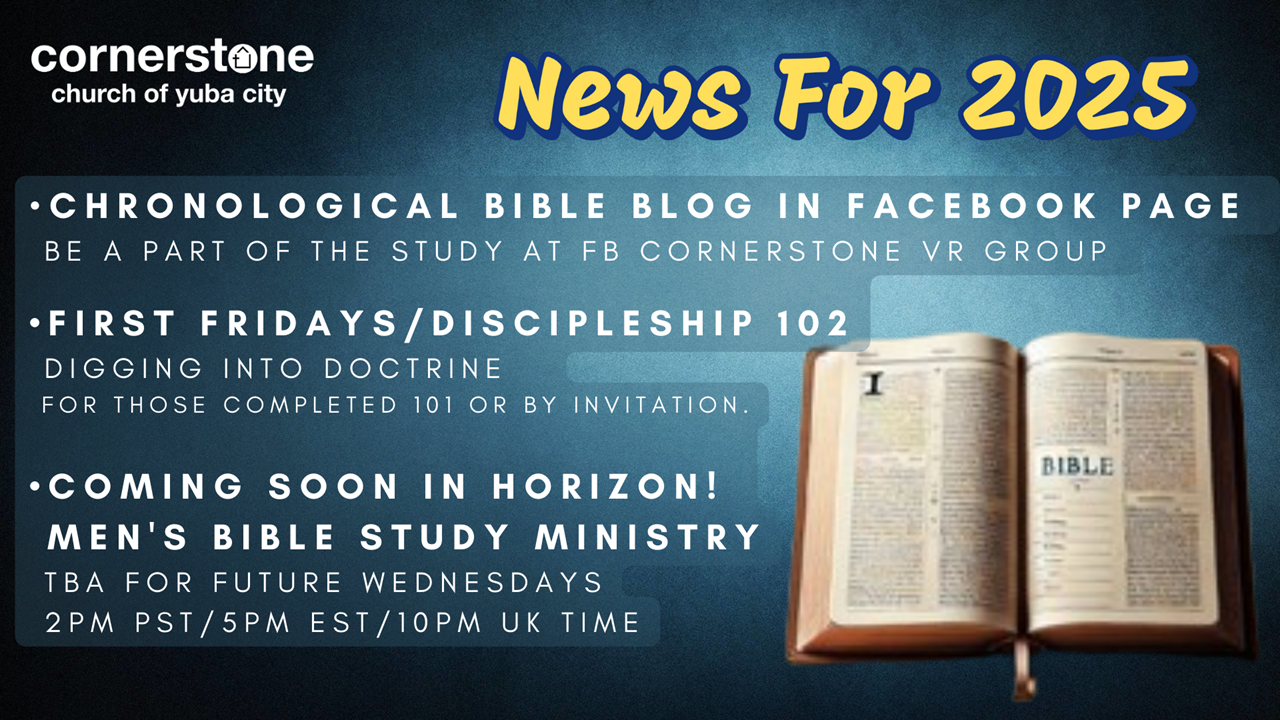 cornerstone
church of yuba city
News For 2025
•CHRONOLOGICAL BIBLE BLOG IN FACEBOOK PAGE
BE A PART OF THE STUDY AT FB CORNERSTONE VR GROUP
•FIRST FRIDAYS/DISCIPLESHIP 102
DIGGING INTO DOCTRINE
FOR THOSE COMPLETED 101 OR BY INVITATION.
•COMING SOON IN HORIZON!
MEN'S BIBLE STUDY MINISTRY
TBA FOR FUTURE WEDNESDAYS
2PM PST/5PM EST/10PM UK TIME
I
BIBLE